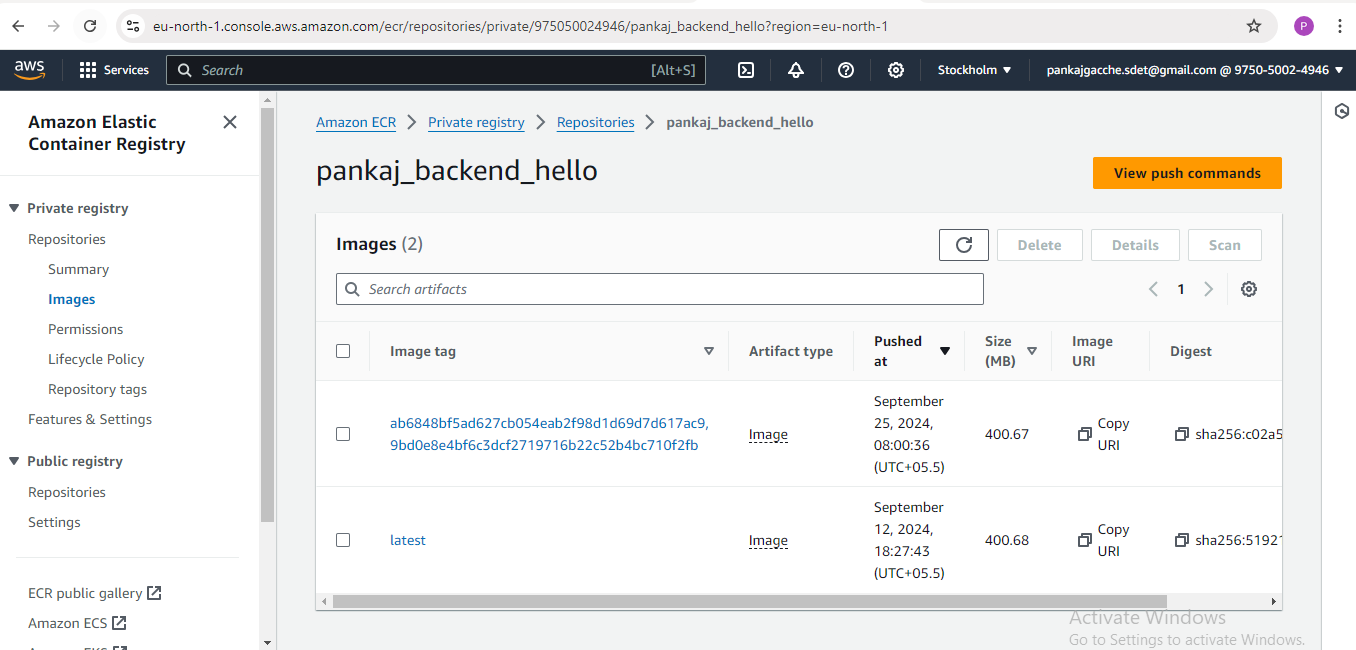 eu-north-1.console.aws.amazon.com/ecr/repositories/private/975050024946/pankaj_backend_hello?region=eu-north-1
P
aws
Services
Search
[Alt+S]
Stockholm
pankajgacche.sdet@gmail.com @ 9750-5002-4946
Amazon Elastic
Container Registry
Private registry
Repositories
Summary
Images
Permissions
Lifecycle Policy
Repository tags
Features & Settings
Public registry
Repositories
Settings
ECR public gallery
Amazon ECS
Amazon ECR
Private registry
Repositories
pankaj_backend_hello
pankaj_backend_hello
View push commands
Images (2)
Delete
Details
Scan
Search artifacts
1
Image tag
Artifact type
Pushed
at
Size
(MB)
Image
URI
Digest
ab6848bf5ad627cb054eab2f98d1d69d7d617ac9,
9bd0e8e4bf6c3dcf2719716b22c52b4bc710f2fb
Image
September
25, 2024,
08:00:36
(UTC+05.5)
400.67
Copy
URI
sha256:c02a5
latest
Image
September
12, 2024,
18:27:43
(UTC+05.5)
400.68
Copy
URI
sha256:51921
Activate Windows
Go to Settings to activate Windows.